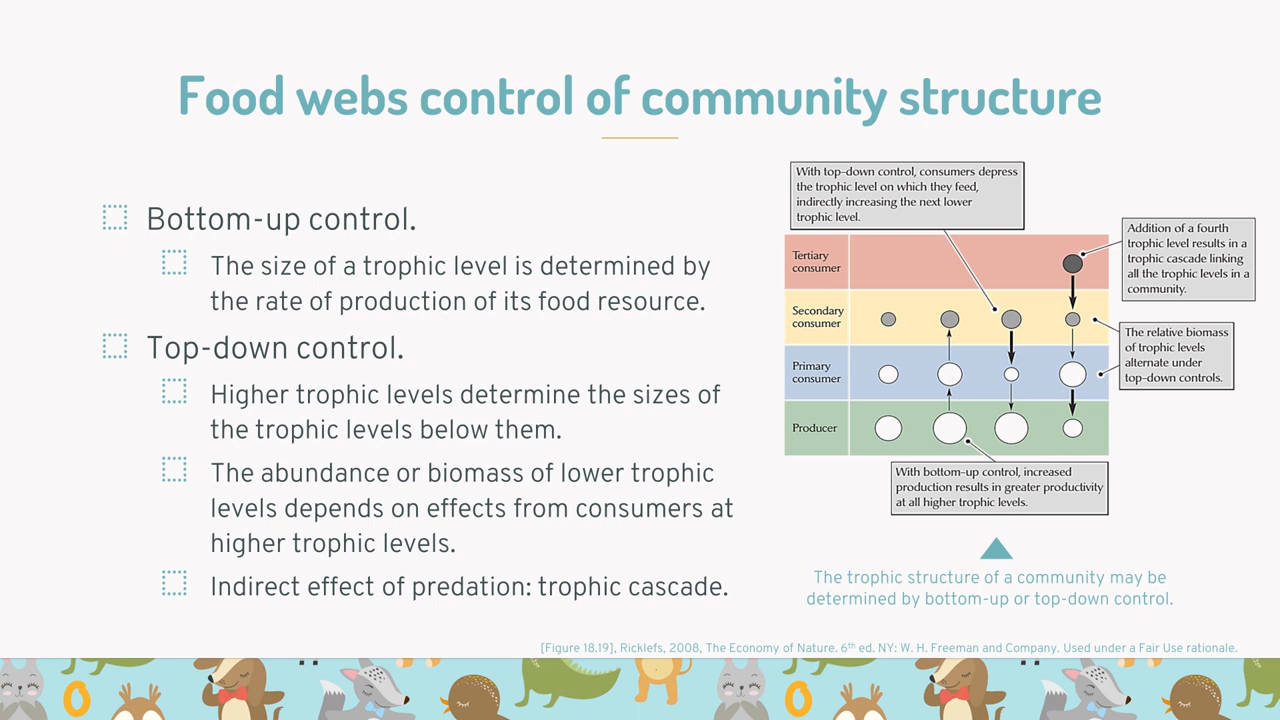 Food webs control of community structure
Bottom-up control.
The size of a trophic level is determined by
the rate of production of its food resource.
Top-down control.
Higher trophic levels determine the sizes of
the trophic levels below them.
The abundance or biomass of lower trophic
levels depends on effects from consumers at
higher trophic levels.
Indirect effect of predation: trophic cascade.
With top-down control, consumers depress
the trophic level on which they feed,
indirectly increasing the next lower
trophic level.
Addition of a fourth
trophic level results in a
trophic cascade linking
all the trophic levels in a
community.
Tertiary
consumer
Secondary
consumer
The relative biomass
of trophic levels
alternate under
top-down controls.
Primary
consumer
Producer
With bottom-up control, increased
production results in greater productivity
at all higher trophic levels.
The trophic structure of a community may be
determined by bottom-up or top-down control.
[Figure 18.19], Ricklefs, 2008, The Economy of Nature. 6th ed. NY: W. H. Freeman and Company. Used under a Fair Use rationale.